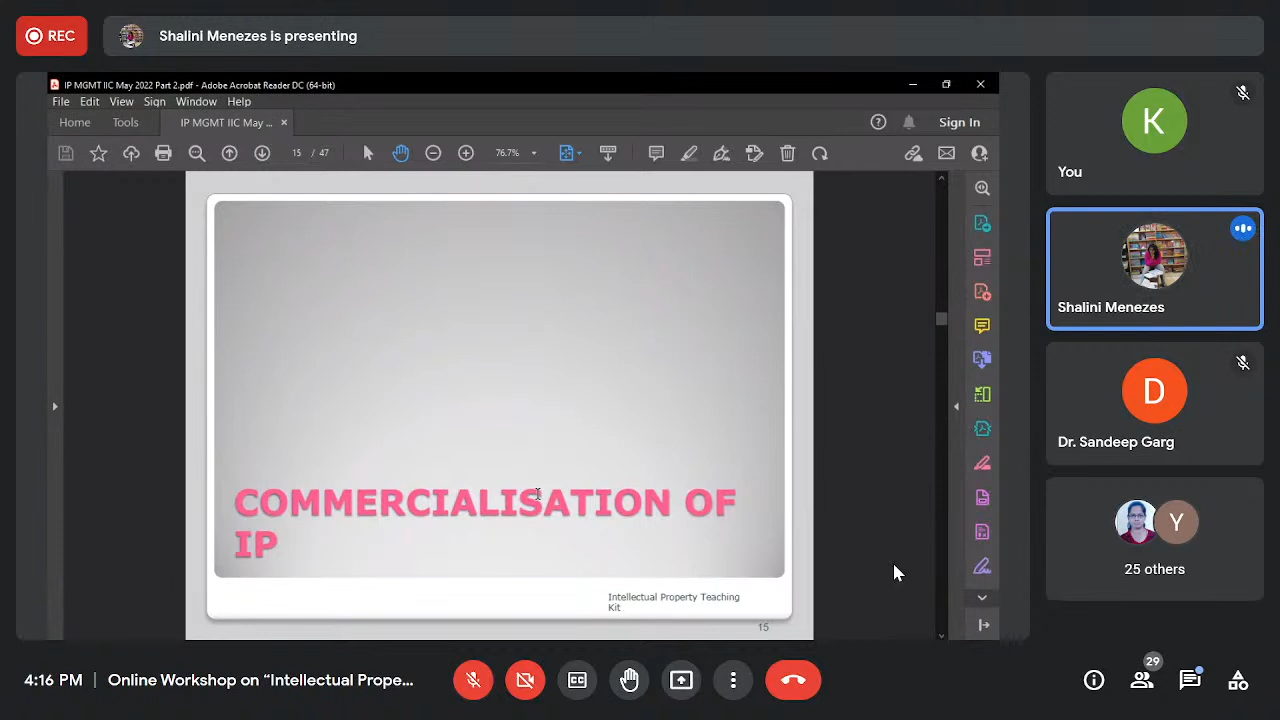 REC
Shalini Menezes is presenting
IP MGMT IIC May 2022 Part 2.pdf - Adobe Acrobat Reader DC (64-bit)
File Edit View Sign Window Help
Home Tools IP MGMT IIC May ... × Sign In
15 / 47 76.7%
COMMERCIALISATION OF
IP
Intellectual Property Teaching
Kit
15
K
You
Shalini Menezes
D
Dr. Sandeep Garg
Y
25 others
4:16 PM | Online Workshop on “Intellectual Prope...
29